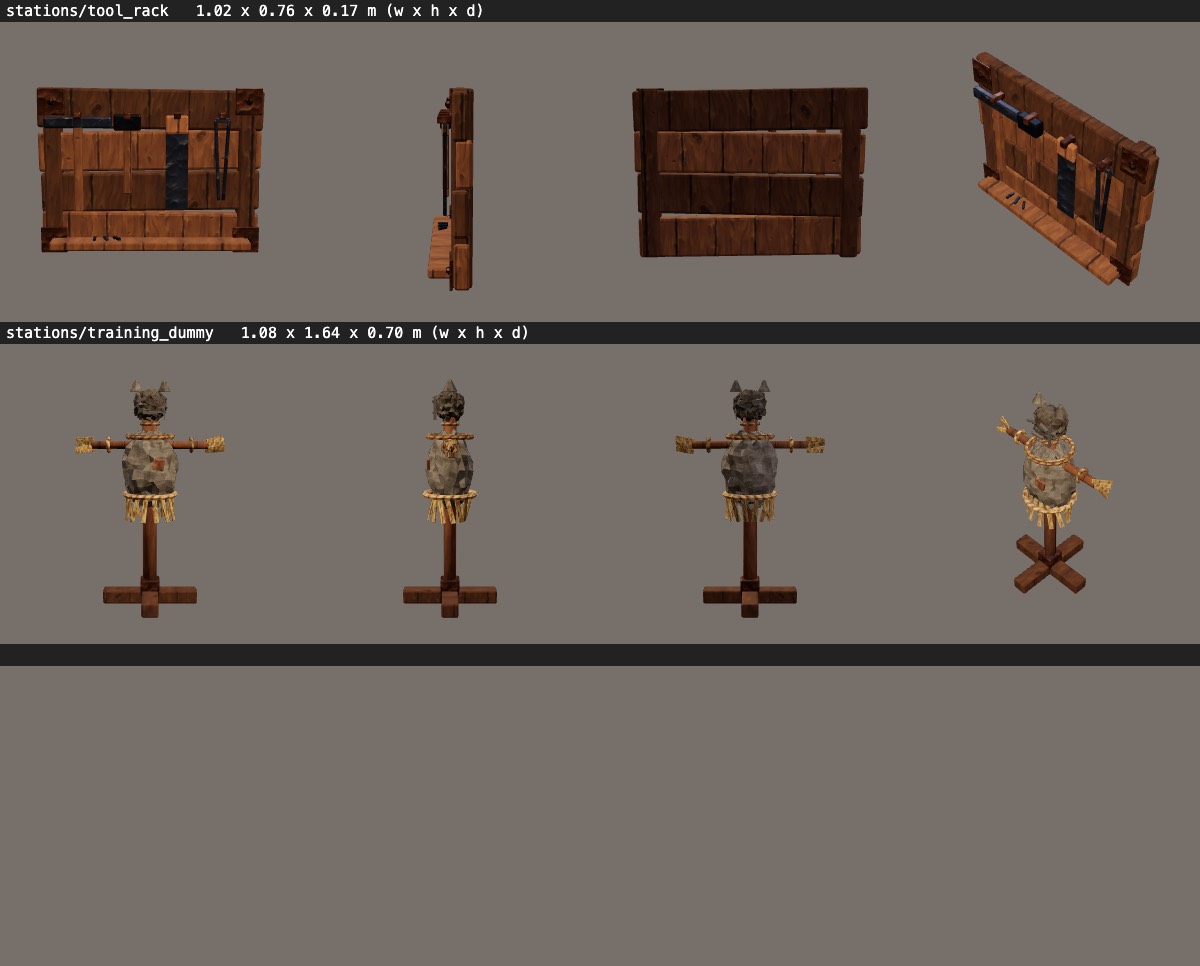 stations/tool_rack 1.02 x 0.76 x 0.17 m (w x h x d)
stations/training_dummy 1.08 x 1.64 x 0.70 m (w x h x d)